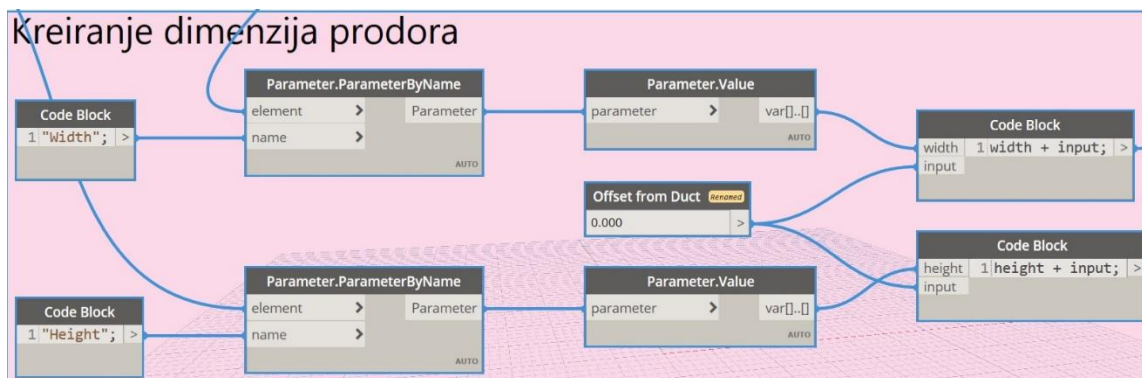 Kreiranje dimenzija prodora
Code Block
1 "Width"; >
Parameter.ParameterByName
element > Parameter
name >
AUTO
Parameter.Value
parameter > var[]..[]
AUTO
Code Block
width 1 width + input; >
input
Offset from Duct Renamed
0.000 >
Code Block
height 1 height + input; >
input
Code Block
1 "Height"; >
Parameter.ParameterByName
element > Parameter
name >
AUTO
Parameter.Value
parameter > var[]..[]
AUTO